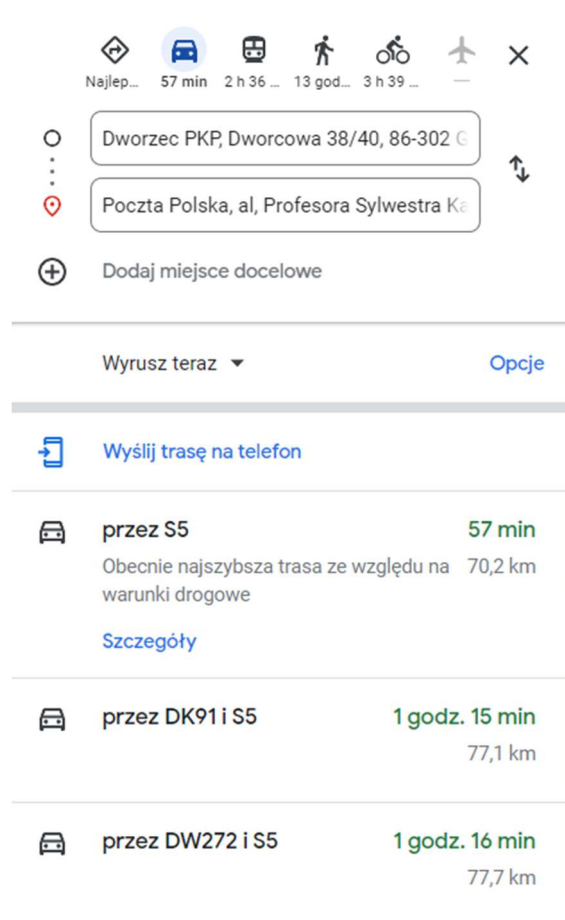 Najlep...
57 min
2 h 36 ...
13 god...
3 h 39 ...
—
Dworzec PKP, Dworcowa 38/40, 86-302 G
Poczta Polska, al, Profesora Sylwestra Ka
Dodaj miejsce docelowe
Wyrusz teraz
Opcje
Wyślij trasę na telefon
przez S5
57 min
Obecnie najszybsza trasa ze względu na
70,2 km
warunki drogowe
Szczegóły
przez DK91 i S5
1 godz. 15 min
77,1 km
przez DW272 i S5
1 godz. 16 min
77,7 km